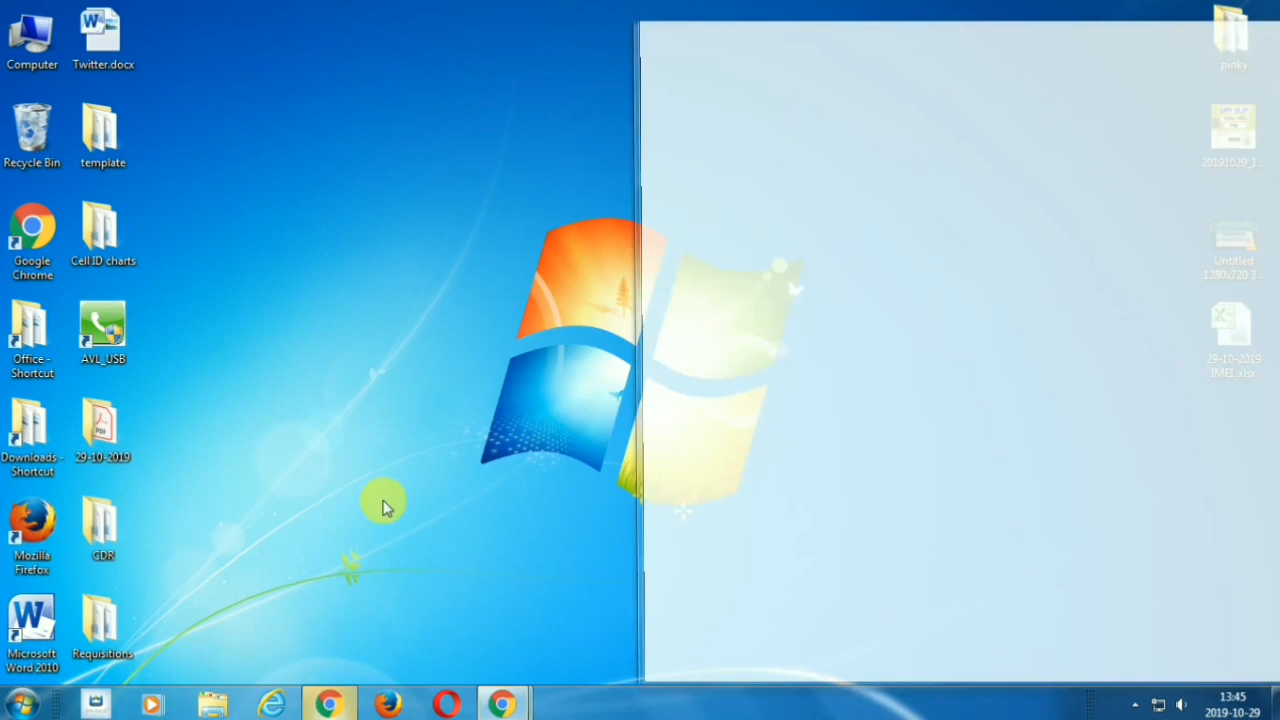 Computer
Twitter.docx
pinky
Recycle Bin
template
20191029_1...
Google
Chrome
Cell ID charts
Untitled
1280x720 3...
Office -
Shortcut
AVL_USB
29-10-2019
IMEI .xlsx
Downloads -
Shortcut
PDF
29-10-2019
Mozilla
Firefox
CDR
Microsoft
Word 2010
Requisitions
13:45
2019-10-29